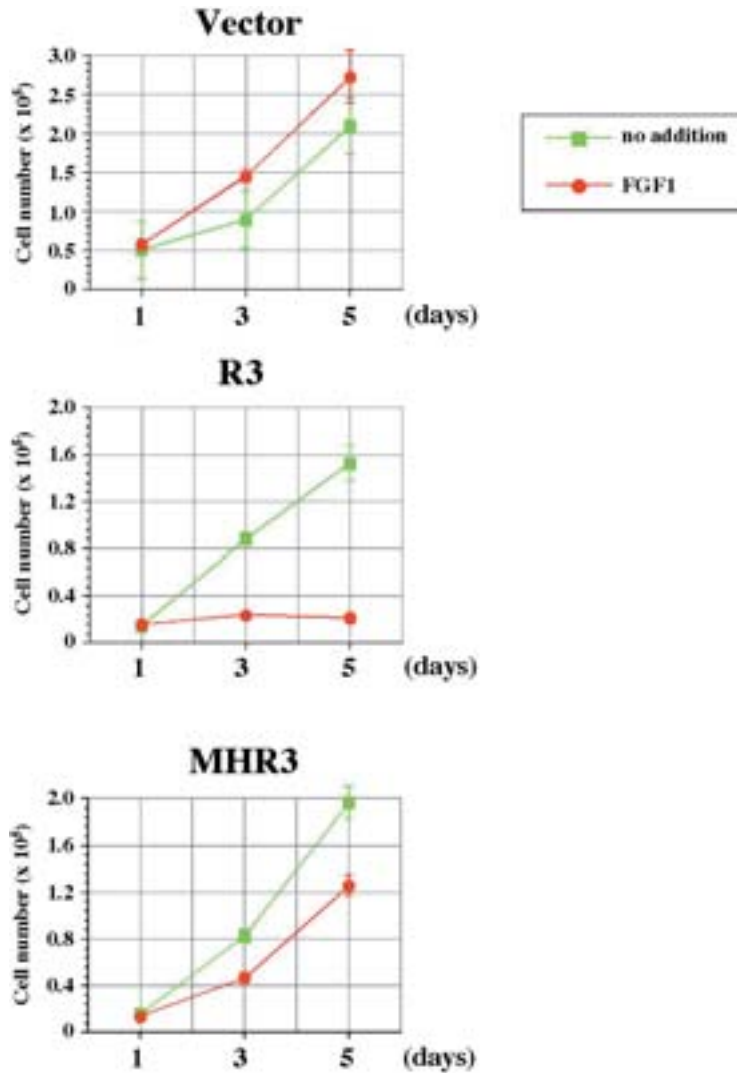 Vector
Cell number (x 10⁵)
3.0
2.5
2.0
1.5
1.0
0.5
0
1 3 5 (days)
no addition
FGF1
R3
Cell number (x 10⁵)
2.0
1.6
1.2
0.8
0.4
0
1 3 5 (days)
MHR3
Cell number (x 10⁵)
2.0
1.6
1.2
0.8
0.4
0
1 3 5 (days)